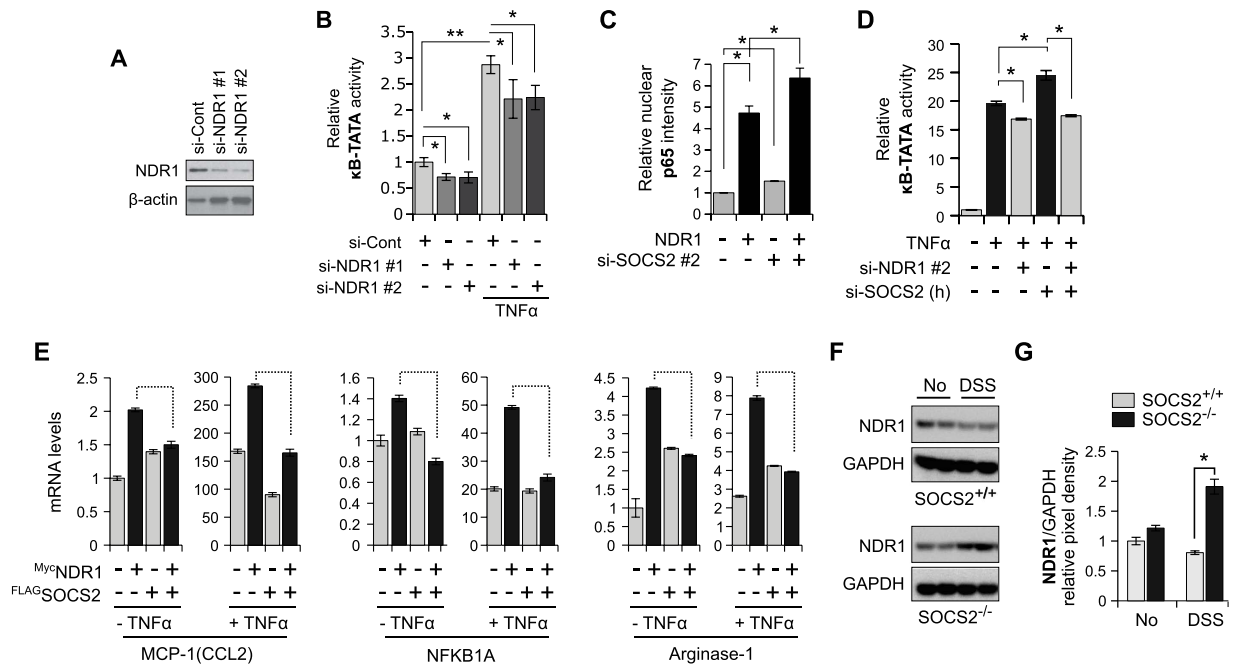 A
si-Cont
si-NDR1 #1
si-NDR1 #2
NDR1
β-actin
B
Relative
κB-TATA activity
3.5
3
2.5
2
1.5
1
0.5
0
**
*
*
*
*
si-Cont + - - + - -
si-NDR1 #1 - + - - + -
si-NDR1 #2 - - + - - +
TNFα
C
Relative nuclear
p65 intensity
7
6
5
4
3
2
1
0
*
*
*
NDR1 - + - +
si-SOCS2 #2 - - + +
D
Relative
κB-TATA activity
30
25
20
15
10
5
0
*
*
*
TNFα - + + + +
si-NDR1 #2 - - + - +
si-SOCS2 (h) - - - + +
E
mRNA levels
2.5
2
1.5
1
0.5
0
300
250
200
150
100
50
0
1.6
1.4
1.2
1.0
0.8
0.6
0.4
0.2
0
60
50
40
30
20
10
0
4.5
4
3.5
3
2.5
2
1.5
1
0.5
0
9
8
7
6
5
4
3
2
1
0
MycNDR1 - + - + - + - + - + - + - + - + - + - + - + - +
FLAGSOCS2 - - + + - - + + - - + + - - + + - - + + - - + +
- TNFα + TNFα - TNFα + TNFα - TNFα + TNFα
MCP-1(CCL2) NFKB1A Arginase-1
F
No DSS
NDR1
GAPDH
SOCS2+/+
NDR1
GAPDH
SOCS2-/-
G
SOCS2+/+
SOCS2-/-
NDR1/GAPDH
relative pixel density
2.5
2
1.5
1
0.5
0
*
No DSS